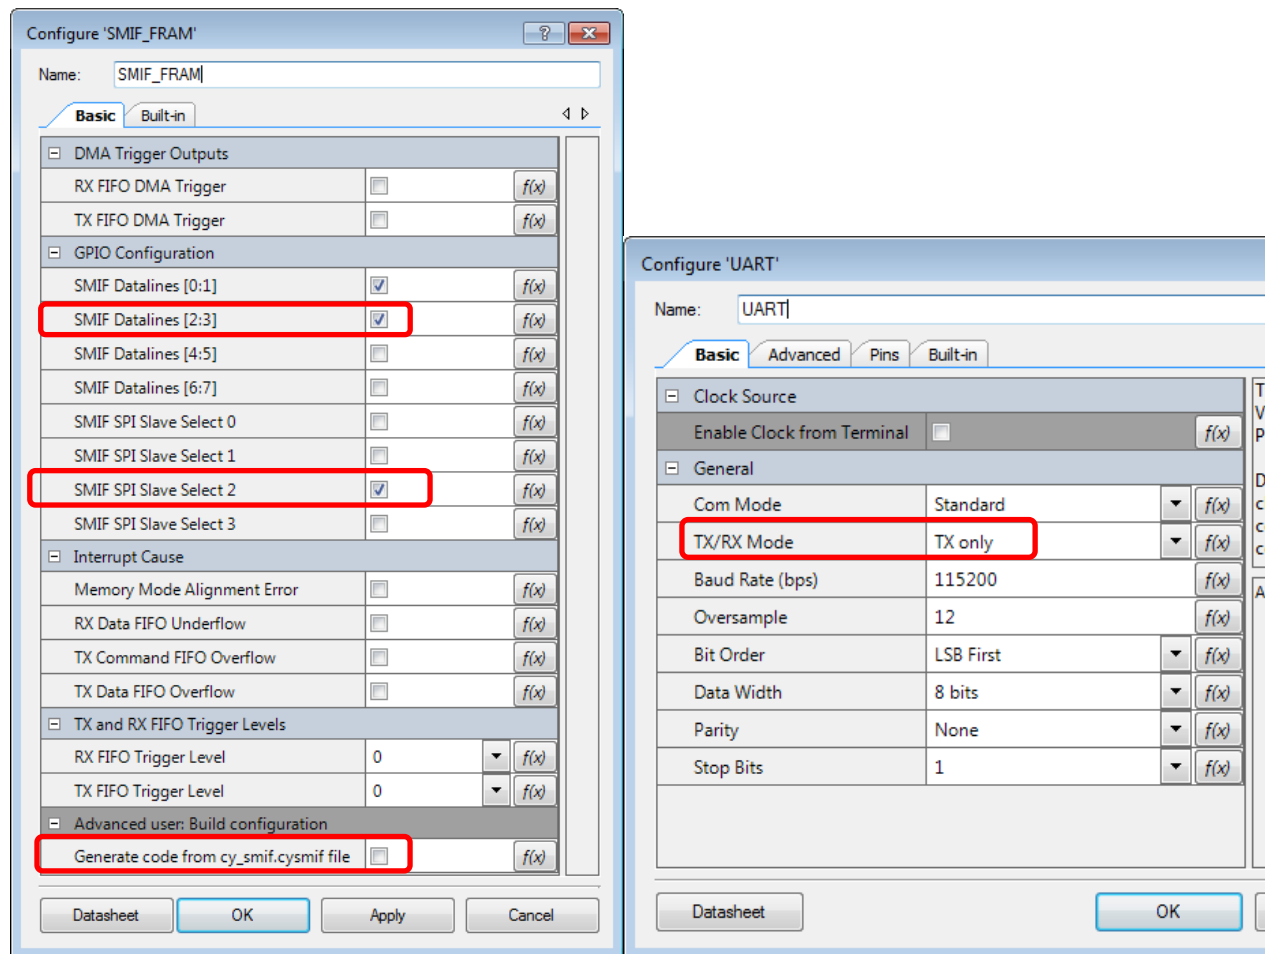 Configure 'SMIF_FRAM'
?
Name: SMIF_FRAM
Basic Built-in
DMA Trigger Outputs
RX FIFO DMA Trigger f(x)
TX FIFO DMA Trigger f(x)
GPIO Configuration
SMIF Datalines [0:1] f(x)
SMIF Datalines [2:3] f(x)
SMIF Datalines [4:5] f(x)
SMIF Datalines [6:7] f(x)
SMIF SPI Slave Select 0 f(x)
SMIF SPI Slave Select 1 f(x)
SMIF SPI Slave Select 2 f(x)
SMIF SPI Slave Select 3 f(x)
Interrupt Cause
Memory Mode Alignment Error f(x)
RX Data FIFO Underflow f(x)
TX Command FIFO Overflow f(x)
TX Data FIFO Overflow f(x)
TX and RX FIFO Trigger Levels
RX FIFO Trigger Level 0 f(x)
TX FIFO Trigger Level 0 f(x)
Advanced user: Build configuration
Generate code from cy_smif.cysmif file f(x)
Datasheet OK Apply Cancel
Configure 'UART'
Name: UART
Basic Advanced Pins Built-in
Clock Source
Enable Clock from Terminal f(x)
General
Com Mode Standard f(x)
TX/RX Mode TX only f(x)
Baud Rate (bps) 115200 f(x)
Oversample 12 f(x)
Bit Order LSB First f(x)
Data Width 8 bits f(x)
Parity None f(x)
Stop Bits 1 f(x)
Datasheet OK